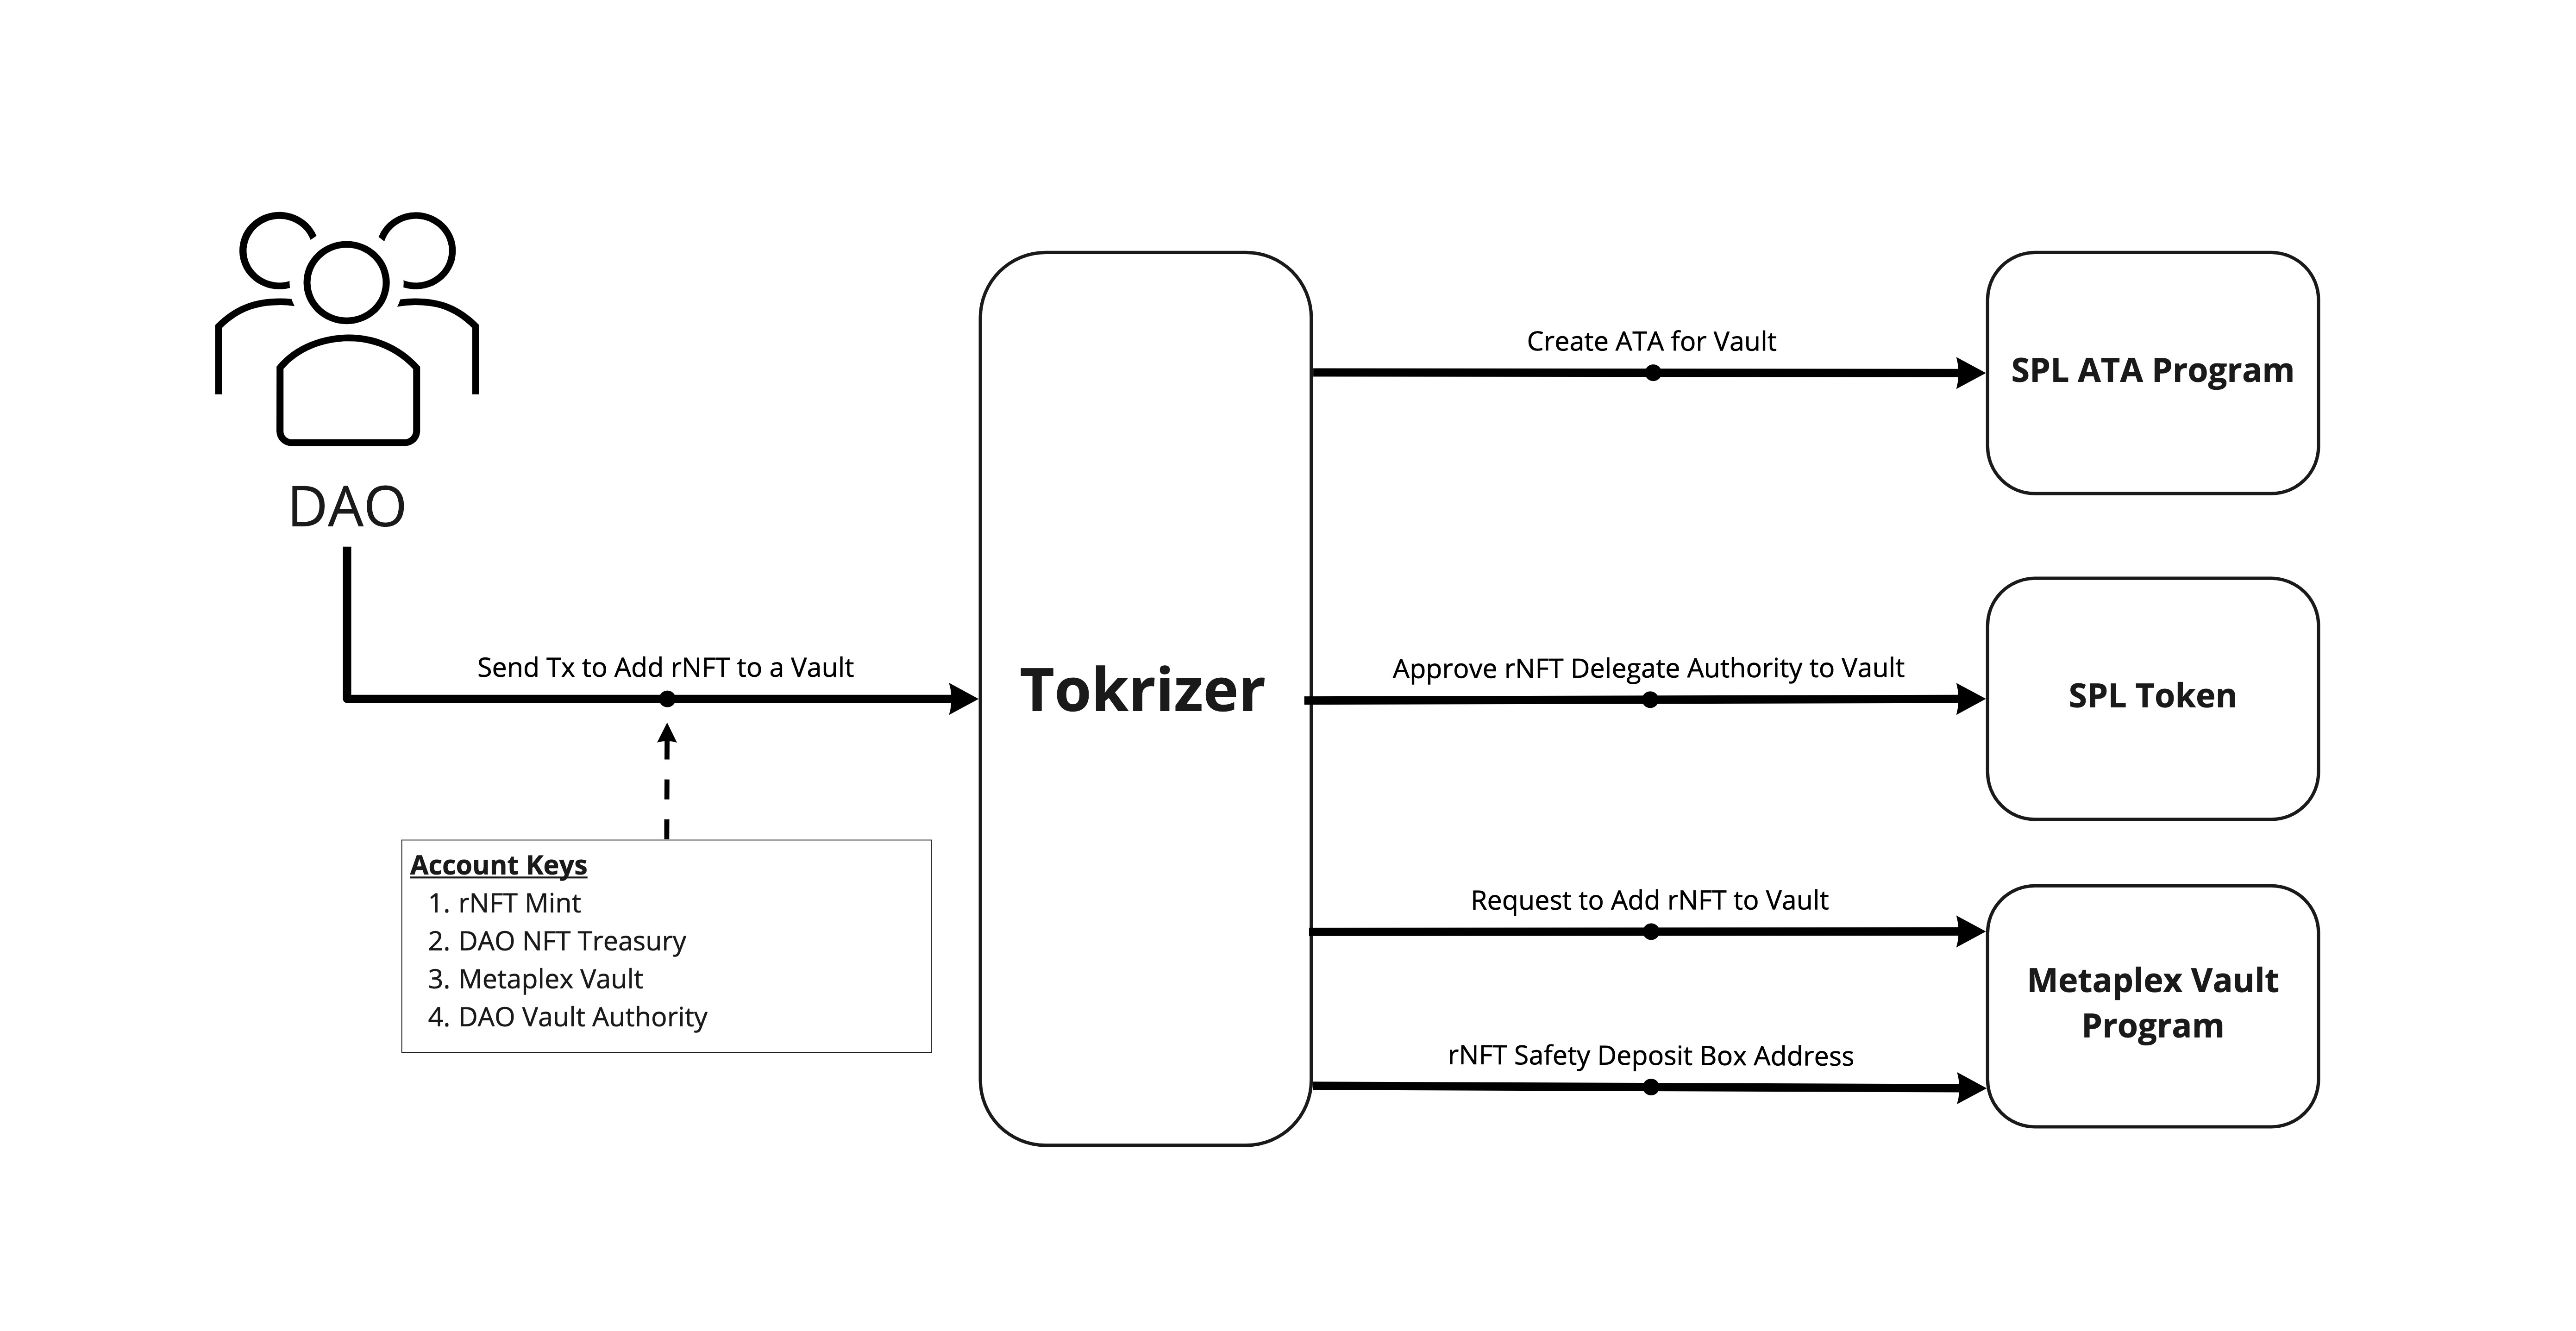 DAO
Send Tx to Add rNFT to a Vault
Account Keys
1. rNFT Mint
2. DAO NFT Treasury
3. Metaplex Vault
4. DAO Vault Authority
Tokrizer
Create ATA for Vault
SPL ATA Program
Approve rNFT Delegate Authority to Vault
SPL Token
Request to Add rNFT to Vault
rNFT Safety Deposit Box Address
Metaplex Vault
Program